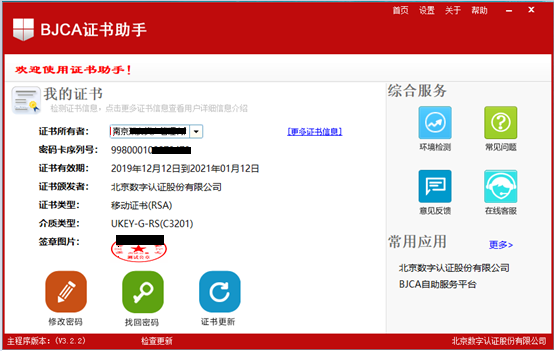 首页 设置 关于 帮助
BJCA证书助手
欢迎使用证书助手！
我的证书
检测证书信息，点击更多证书信息查看用户详细信息介绍
证书所有者：
[更多证书信息]
密码卡序列号： 998000100
证书有效期： 2019年12月12日到2021年01月12日
证书颁发者： 北京数字认证股份有限公司
证书类型： 移动证书(RSA)
介质类型： UKEY-G-RS(C3201)
签章图片：
测试公章
修改密码 找回密码 证书更新
综合服务
环境检测 常见问题
意见反馈 在线客服
常用应用 更多>
北京数字认证股份有限公司
BJCA自助服务平台
主程序版本：(V3.2.2) 检查更新 北京数字认证股份有限公司